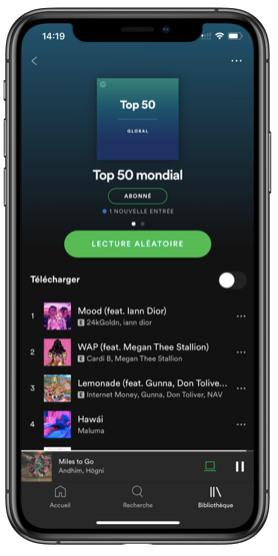 14:19
Top 50
GLOBAL
Top 50 mondial
ABONNÉ
1 NOUVELLE ENTRÉE
LECTURE ALÉATOIRE
Télécharger
1 Mood (feat. Iann Dior)
E 24kGoldn, iann dior
2 WAP (feat. Megan Thee Stallion)
E Cardi B, Megan Thee Stallion
3 Lemonade (feat. Gunna, Don Tolive...
E Internet Money, Gunna, Don Toliver, NAV
4 Hawái
Maluma
Miles to Go
Andhim, Högni
Accueil Recherche Bibliothèque